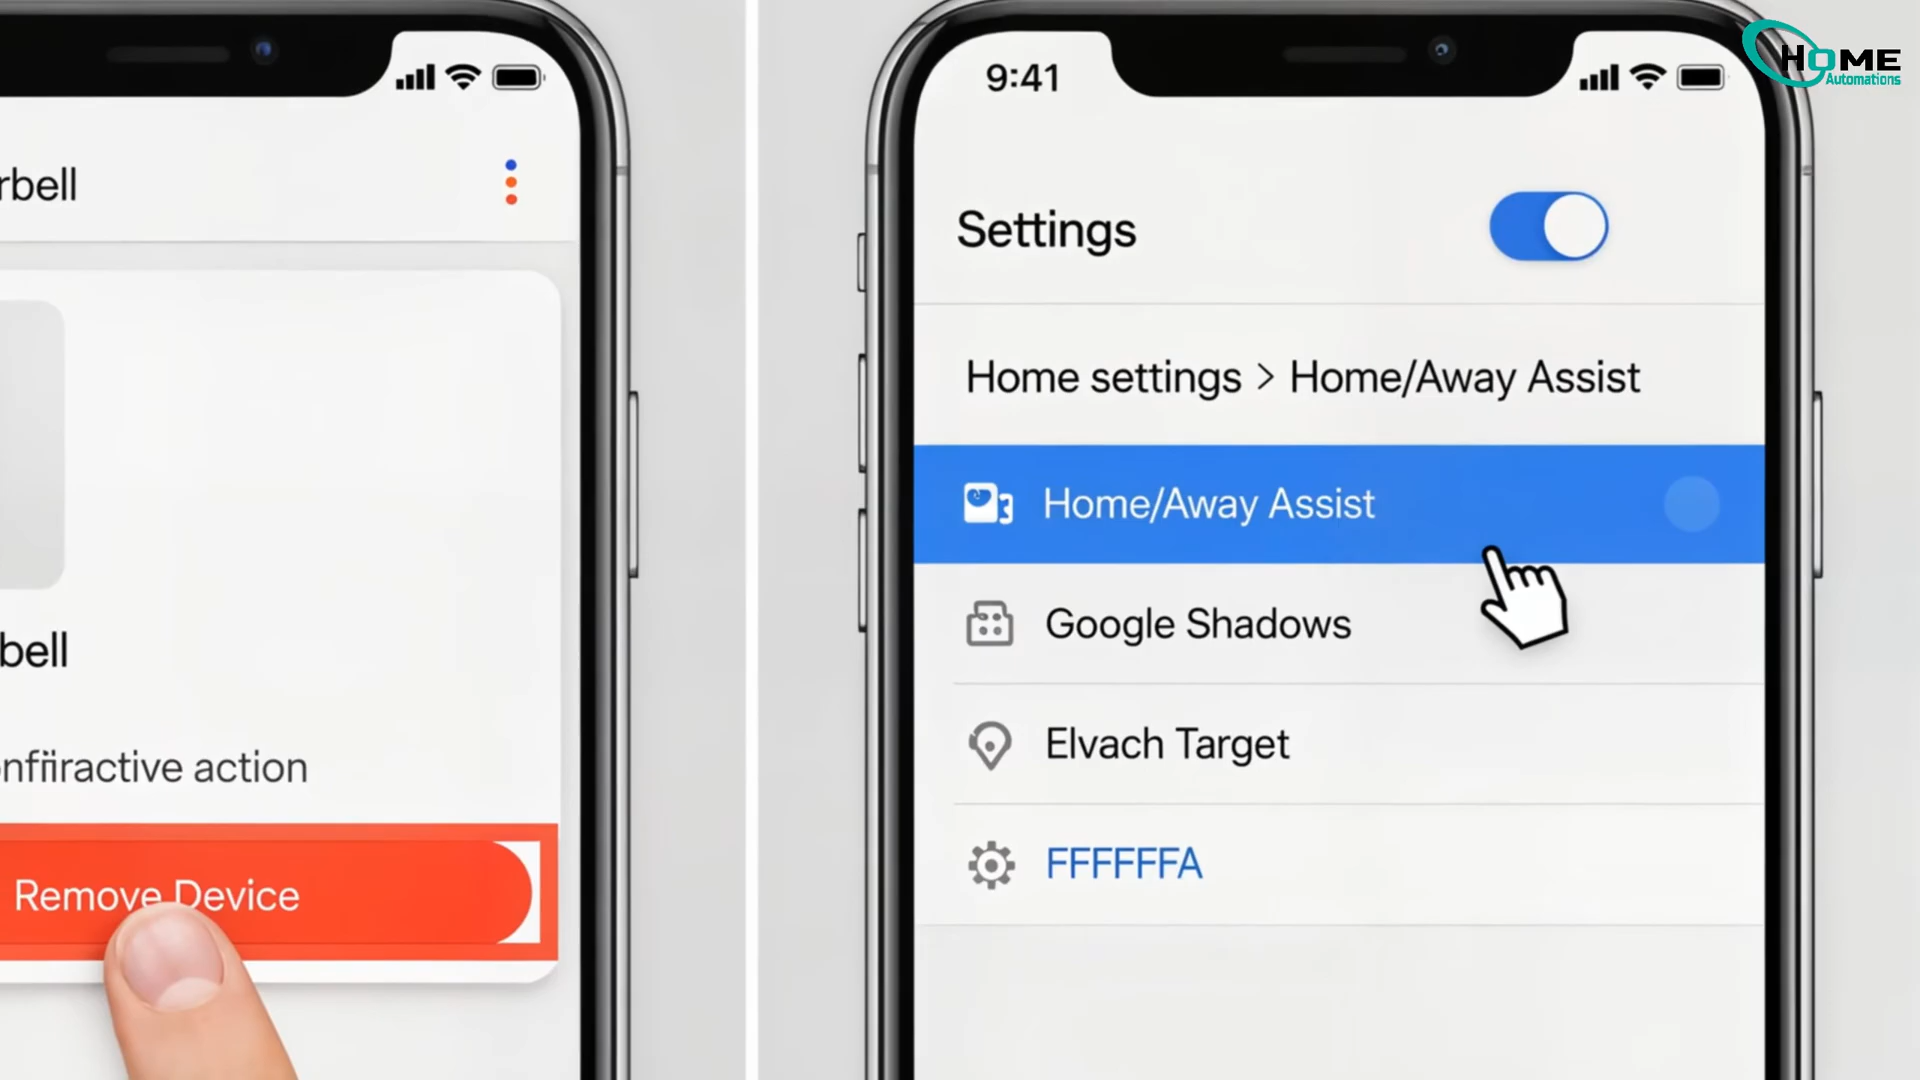 rbell
bell
onfiractive action
Remove Device
9:41
Settings
Home settings > Home/Away Assist
Home/Away Assist
Google Shadows
Elvach Target
FFFFFFA
HOME
Automations